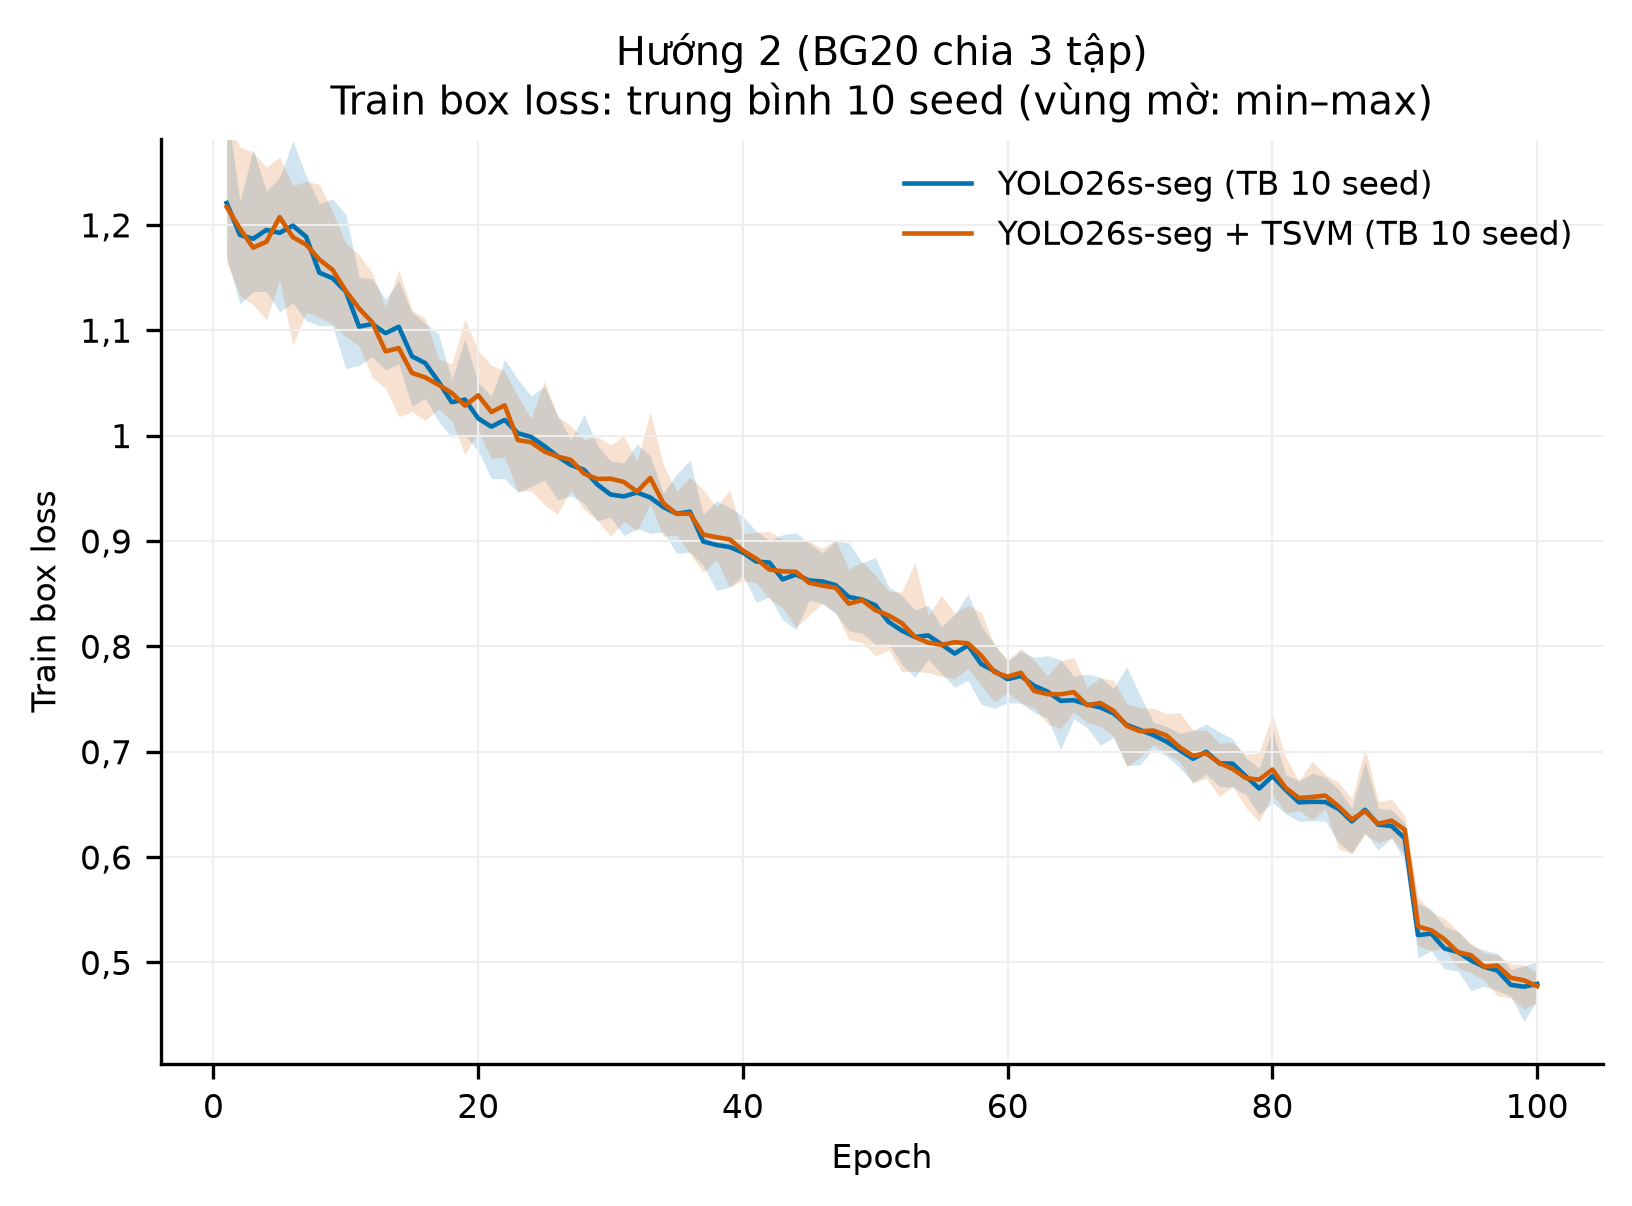 Hướng 2 (BG20 chia 3 tập)
Train box loss: trung bình 10 seed (vùng mờ: min–max)
YOLO26s-seg (TB 10 seed)
YOLO26s-seg + TSVM (TB 10 seed)
Train box loss
1,2
1,1
1
0,9
0,8
0,7
0,6
0,5
0
20
40
60
80
100
Epoch